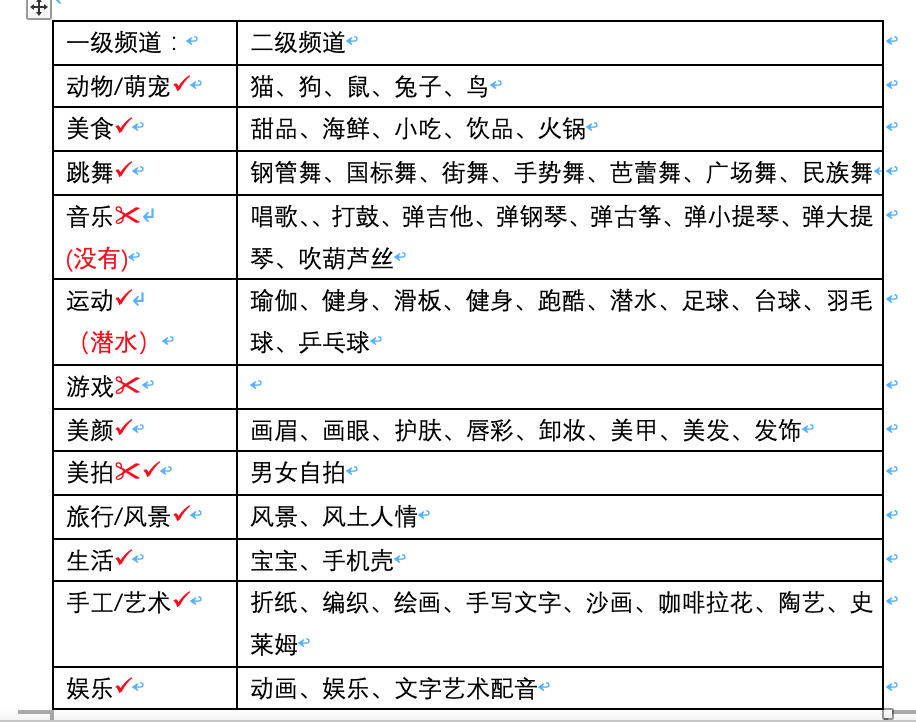 一级频道： 二级频道
动物/萌宠✓ 猫、狗、鼠、兔子、鸟
美食✓ 甜品、海鲜、小吃、饮品、火锅
跳舞✓ 钢管舞、国标舞、街舞、手势舞、芭蕾舞、广场舞、民族舞
音乐✂ 唱歌、、打鼓、弹吉他、弹钢琴、弹古筝、弹小提琴、弹大提
(没有) 琴、吹葫芦丝
运动✓ 瑜伽、健身、滑板、健身、跑酷、潜水、足球、台球、羽毛
（潜水） 球、乒乓球
游戏✂
美颜✓ 画眉、画眼、护肤、唇彩、卸妆、美甲、美发、发饰
美拍✂✓ 男女自拍
旅行/风景✓ 风景、风土人情
生活✓ 宝宝、手机壳
手工/艺术✓ 折纸、编织、绘画、手写文字、沙画、咖啡拉花、陶艺、史
莱姆
娱乐✓ 动画、娱乐、文字艺术配音